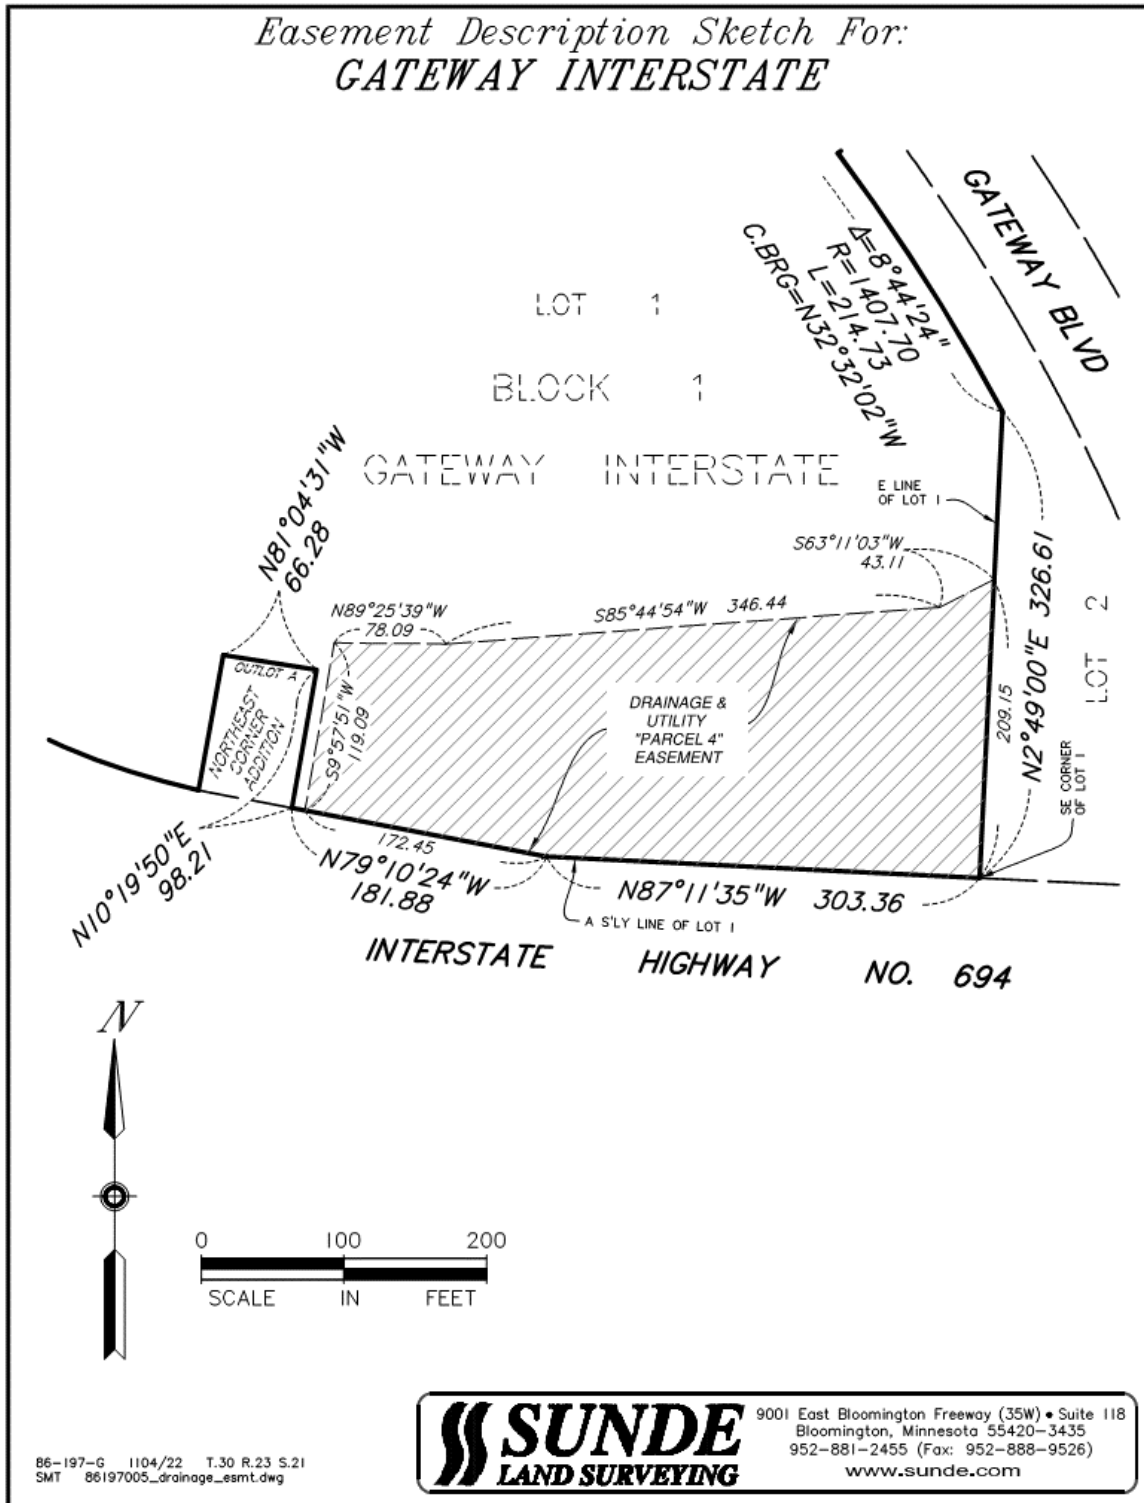 Easement Description Sketch For:
GATEWAY INTERSTATE
GATEWAY BLVD
Δ=8°44'24"
R=1407.70
L=214.73
C.BRG=N32°32'02"W
LOT 1
BLOCK 1
GATEWAY INTERSTATE
E LINE
OF LOT 1
N81°04'31"W
66.28
S63°11'03"W
43.11
N89°25'39"W
78.09
S85°44'54"W 346.44
N2°49'00"E 326.61
LOT 2
OUTLOT A
NORTHEAST
CORNER
ADDITION
S9°57'51"W
119.09
DRAINAGE &
UTILITY
"PARCEL 4"
EASEMENT
209.15
SE CORNER
OF LOT 1
N10°19'50"E
98.21
172.45
N79°10'24"W
181.88
N87°11'35"W 303.36
A S'LY LINE OF LOT 1
INTERSTATE HIGHWAY NO. 694
N
0 100 200
SCALE IN FEET
86-197-G 1104/22 T.30 R.23 S.21
SMT 86197005_drainage_esmt.dwg
SUNDE
LAND SURVEYING
9001 East Bloomington Freeway (35W) • Suite 118
Bloomington, Minnesota 55420-3435
952-881-2455 (Fax: 952-888-9526)
www.sunde.com